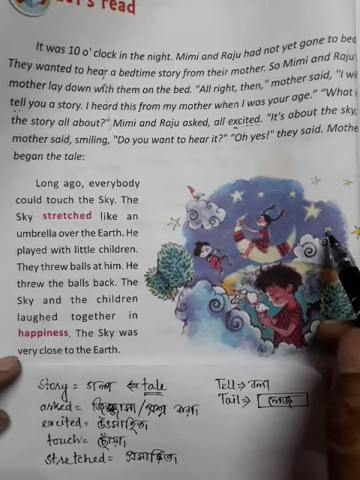 Let's read
It was 10 o' clock in the night. Mimi and Raju had not yet gone to bed
They wanted to hear a bedtime story from their mother. So Mimi and Raju
mother lay down with them on the bed. "All right, then," mother said, "I
tell you a story. I heard this from my mother when I was your age." "What
the story all about?" Mimi and Raju asked, all excited. "It's about the sky,
mother said, smiling, "Do you want to hear it?" "Oh yes!" they said.
began the tale:
Long ago, everybody
could touch the Sky. The
Sky stretched like an
umbrella over the Earth. He
played with little children.
They threw balls at him. He
threw the balls back. The
Sky and the children
laughed together in
happiness. The Sky was
very close to the Earth.
story = গল্প tale
asked = জিজ্ঞাসা/প্রশ্ন করা
excited = উৎসাহিত
touch = ছোঁয়া
stretched = প্রসারিত
Tell → বলা
Tail → লেজ